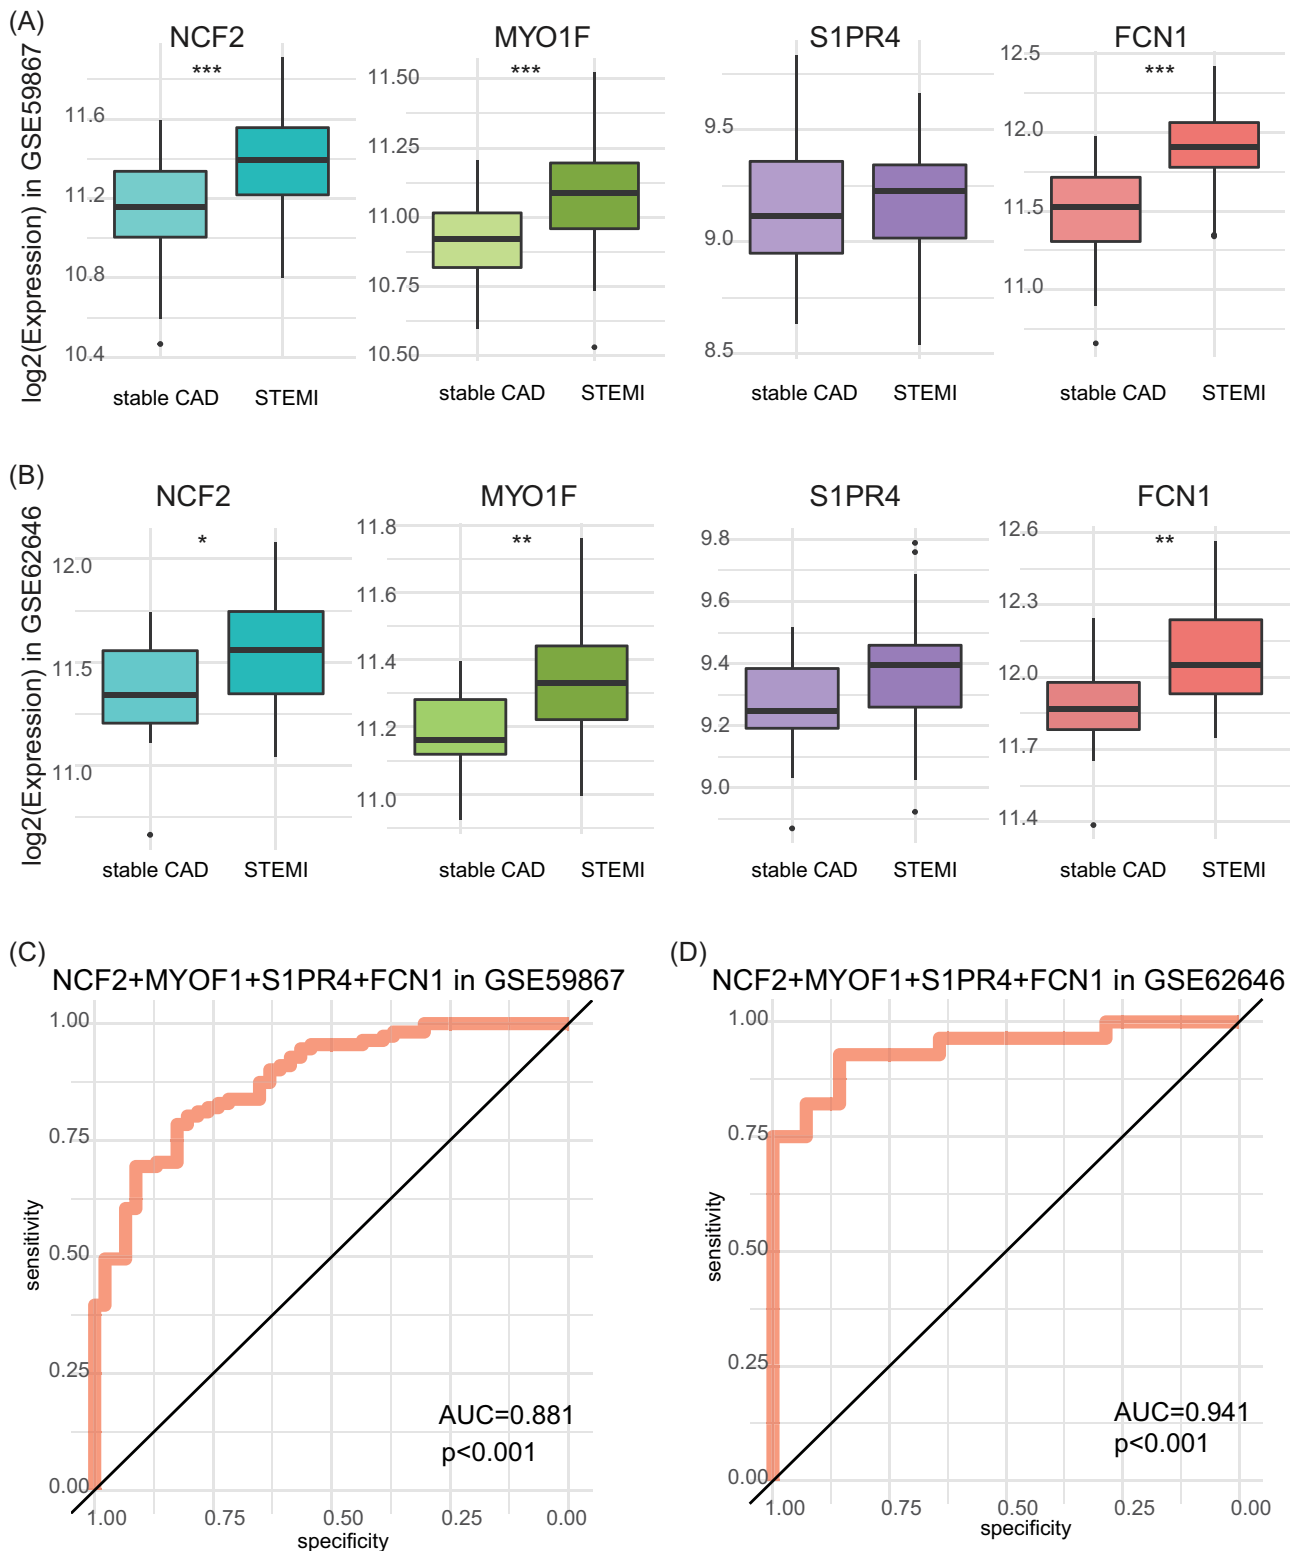 (A)
NCF2
MYO1F
S1PR4
FCN1
log2(Expression) in GSE59867
***
***
***
11.6
11.2
10.8
10.4
11.50
11.25
11.00
10.75
10.50
9.5
9.0
8.5
12.5
12.0
11.5
11.0
stable CAD
STEMI
stable CAD
STEMI
stable CAD
STEMI
stable CAD
STEMI
(B)
NCF2
MYO1F
S1PR4
FCN1
log2(Expression) in GSE62646
*
**
**
12.0
11.5
11.0
11.8
11.6
11.4
11.2
11.0
9.8
9.6
9.4
9.2
9.0
12.6
12.3
12.0
11.7
11.4
stable CAD
STEMI
stable CAD
STEMI
stable CAD
STEMI
stable CAD
STEMI
(C)
NCF2+MYOF1+S1PR4+FCN1 in GSE59867
1.00
0.75
0.50
0.25
0.00
sensitivity
AUC=0.881
p<0.001
1.00
0.75
0.50
0.25
0.00
specificity
(D)
NCF2+MYOF1+S1PR4+FCN1 in GSE62646
1.00
0.75
0.50
0.25
0.00
sensitivity
AUC=0.941
p<0.001
1.00
0.75
0.50
0.25
0.00
specificity